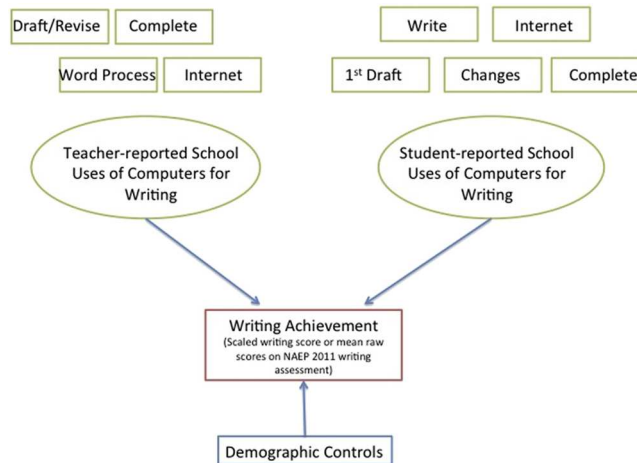 Draft/Revise
Complete
Write
Internet
Word Process
Internet
1st Draft
Changes
Complete
Teacher-reported School
Uses of Computers for
Writing
Student-reported School
Uses of Computers for
Writing
Writing Achievement
(Scaled writing score or mean raw
scores on NAEP 2011 writing
assessment)
Demographic Controls